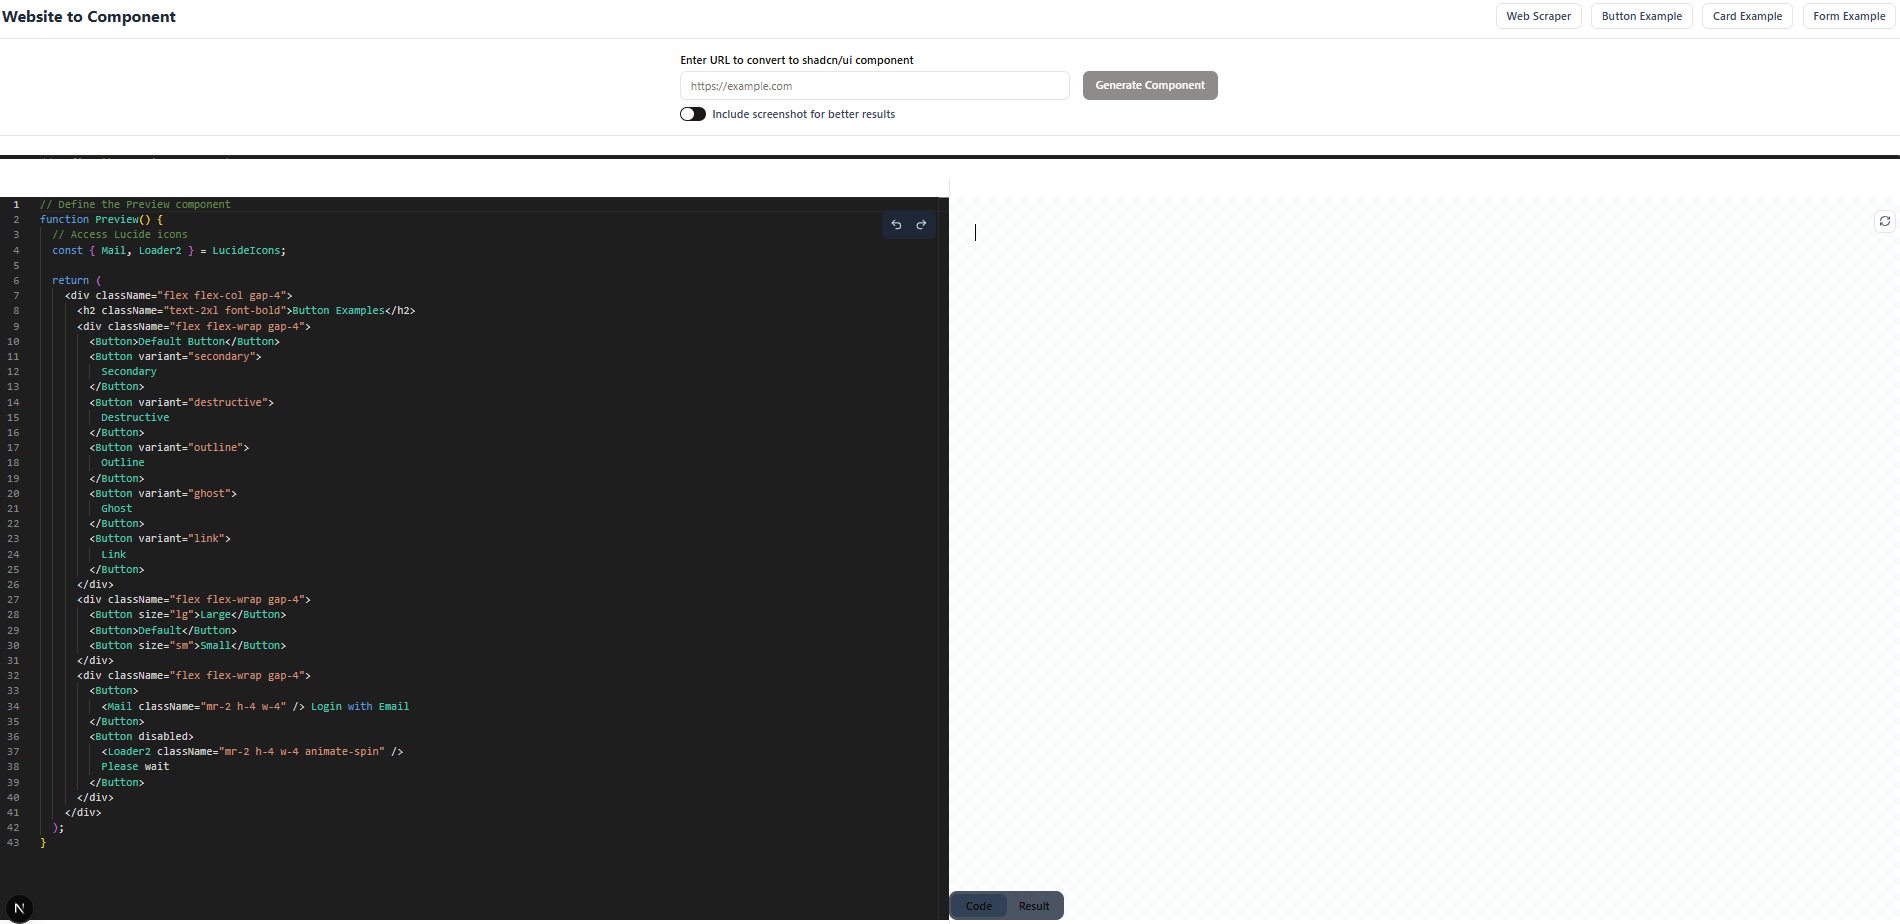 Website to Component
Web Scraper
Button Example
Card Example
Form Example
Enter URL to convert to shadcn/ui component
https://example.com
Generate Component
Include screenshot for better results
1 // Define the Preview component
2 function Preview() {
3 // Access Lucide icons
4 const { Mail, Loader2 } = LucideIcons;
5
6 return (
7 <div className="flex flex-col gap-4">
8 <h2 className="text-2xl font-bold">Button Examples</h2>
9 <div className="flex flex-wrap gap-4">
10 <Button>Default Button</Button>
11 <Button variant="secondary">
12 Secondary
13 </Button>
14 <Button variant="destructive">
15 Destructive
16 </Button>
17 <Button variant="outline">
18 Outline
19 </Button>
20 <Button variant="ghost">
21 Ghost
22 </Button>
23 <Button variant="link">
24 Link
25 </Button>
26 </div>
27 <div className="flex flex-wrap gap-4">
28 <Button size="lg">Large</Button>
29 <Button>Default</Button>
30 <Button size="sm">Small</Button>
31 </div>
32 <div className="flex flex-wrap gap-4">
33 <Button>
34 <Mail className="mr-2 h-4 w-4" /> Login with Email
35 </Button>
36 <Button disabled>
37 <Loader2 className="mr-2 h-4 w-4 animate-spin" />
38 Please wait
39 </Button>
40 </div>
41 </div>
42 );
43 }
N
Code
Result